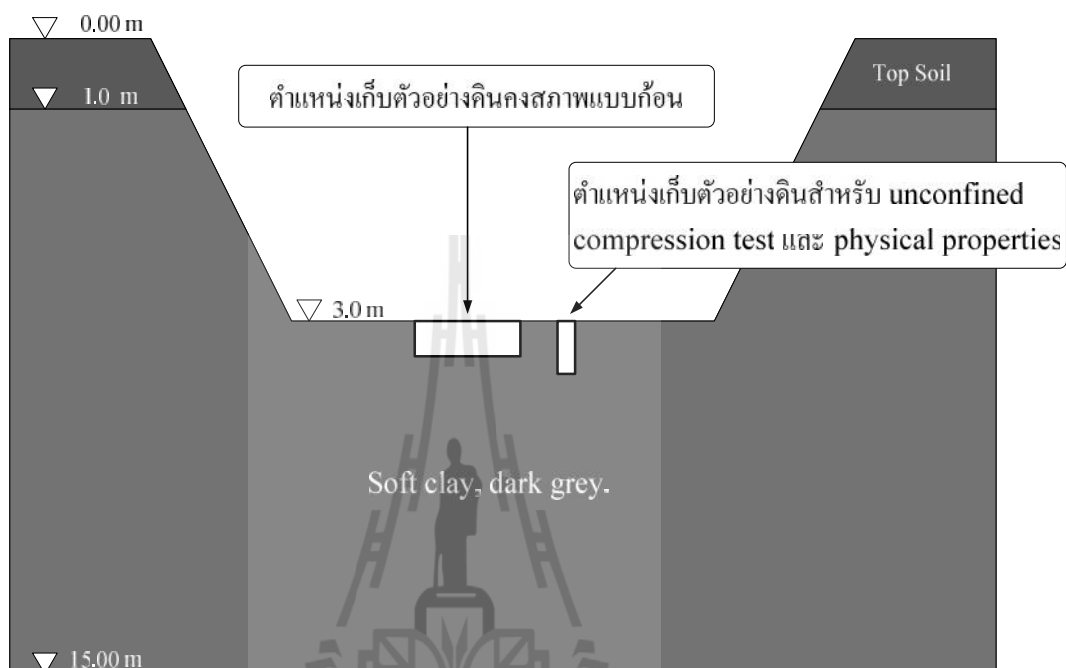 0.00 m
Top Soil
1.0 m
ตำแหน่งเก็บตัวอย่างดินคงสภาพแบบก้อน
ตำแหน่งเก็บตัวอย่างดินสำหรับ unconfined
compression test และ physical properties
3.0 m
Soft clay, dark grey.
15.00 m